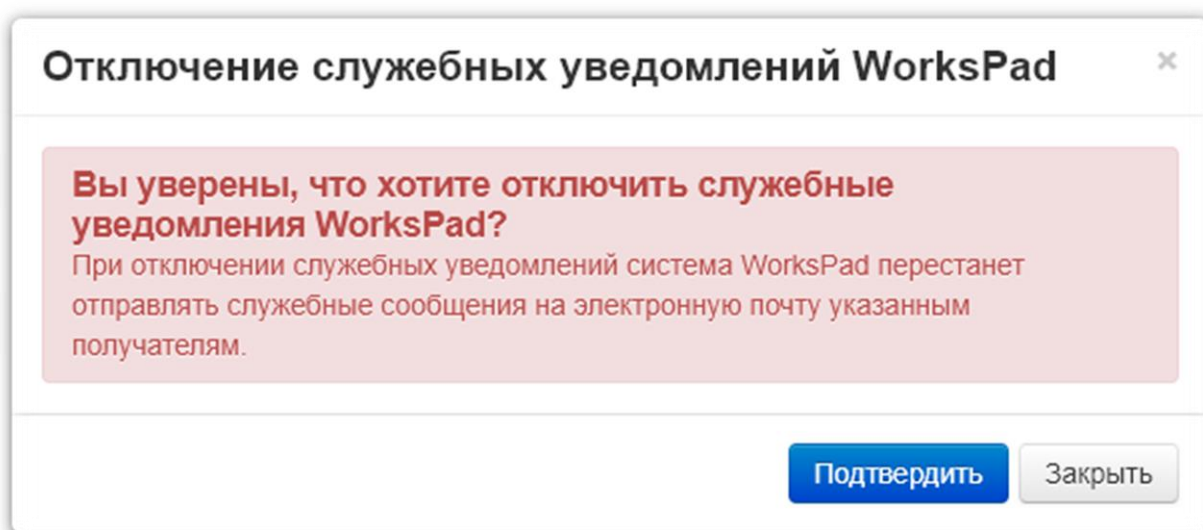 Отключение служебных уведомлений WorksPad
×
Вы уверены, что хотите отключить служебные
уведомления WorksPad?
При отключении служебных уведомлений система WorksPad перестанет
отправлять служебные сообщения на электронную почту указанным
получателям.
Подтвердить
Закрыть